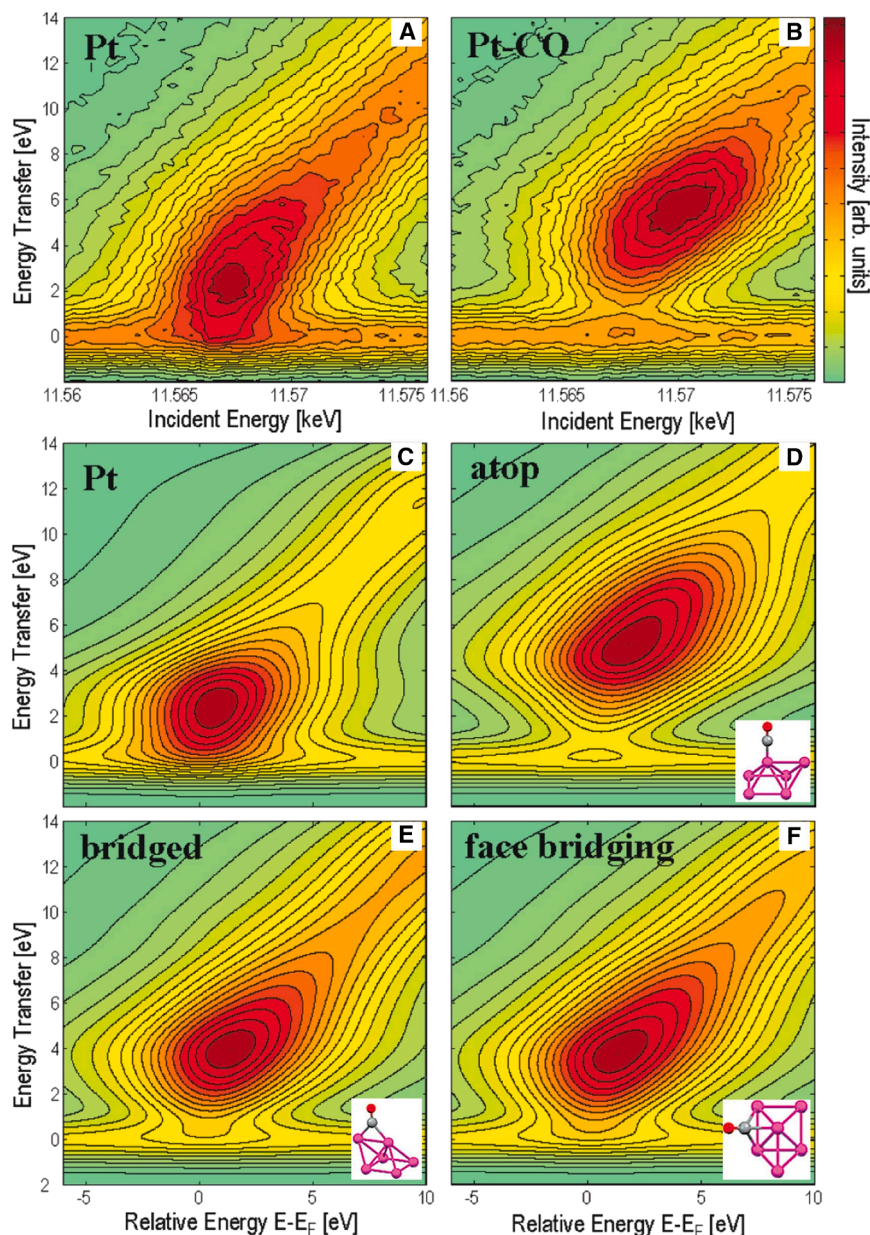 A
Pt
14
12
10
8
6
4
2
0
Energy Transfer [eV]
11.56
11.565
11.57
11.575
Incident Energy [keV]
B
Pt-CO
11.56
11.565
11.57
11.575
Incident Energy [keV]
Intensity [arb. units]
C
Pt
14
12
10
8
6
4
2
0
Energy Transfer [eV]
D
atop
E
bridged
14
12
10
8
6
4
2
0
2
Energy Transfer [eV]
-5
0
5
10
Relative Energy E-EF [eV]
F
face bridging
-5
0
5
10
Relative Energy E-EF [eV]